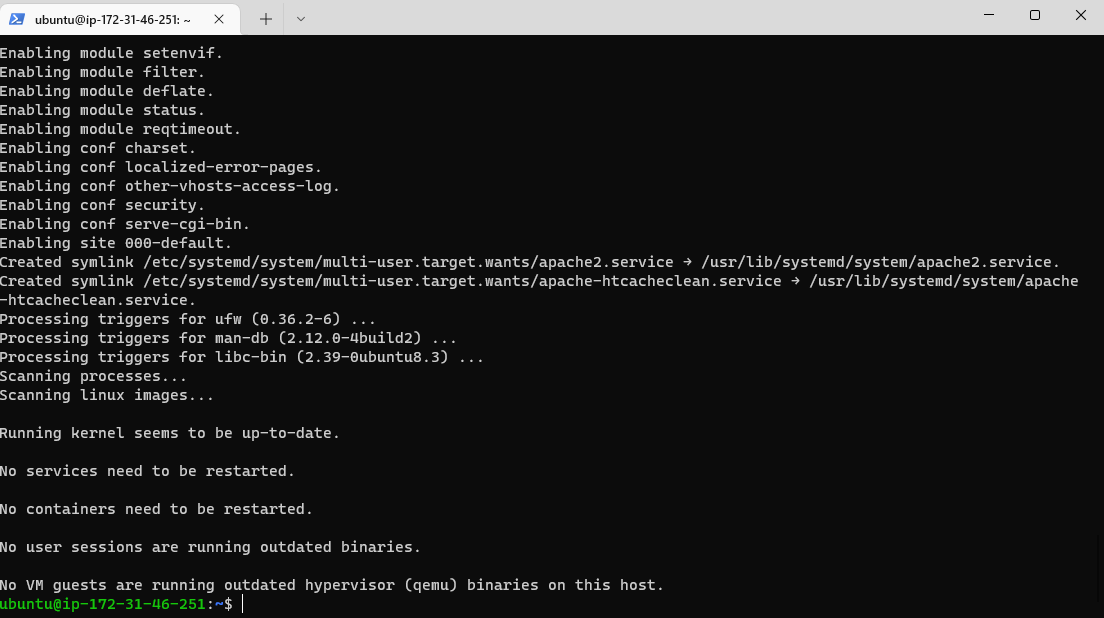 ubuntu@ip-172-31-46-251: ~
Enabling module setenvif.
Enabling module filter.
Enabling module deflate.
Enabling module status.
Enabling module reqtimeout.
Enabling conf charset.
Enabling conf localized-error-pages.
Enabling conf other-vhosts-access-log.
Enabling conf security.
Enabling conf serve-cgi-bin.
Enabling site 000-default.
Created symlink /etc/systemd/system/multi-user.target.wants/apache2.service → /usr/lib/systemd/system/apache2.service.
Created symlink /etc/systemd/system/multi-user.target.wants/apache-htcacheclean.service → /usr/lib/systemd/system/apache
-htcacheclean.service.
Processing triggers for ufw (0.36.2-6) ...
Processing triggers for man-db (2.12.0-4build2) ...
Processing triggers for libc-bin (2.39-0ubuntu8.3) ...
Scanning processes...
Scanning linux images...
Running kernel seems to be up-to-date.
No services need to be restarted.
No containers need to be restarted.
No user sessions are running outdated binaries.
No VM guests are running outdated hypervisor (qemu) binaries on this host.
ubuntu@ip-172-31-46-251:~$